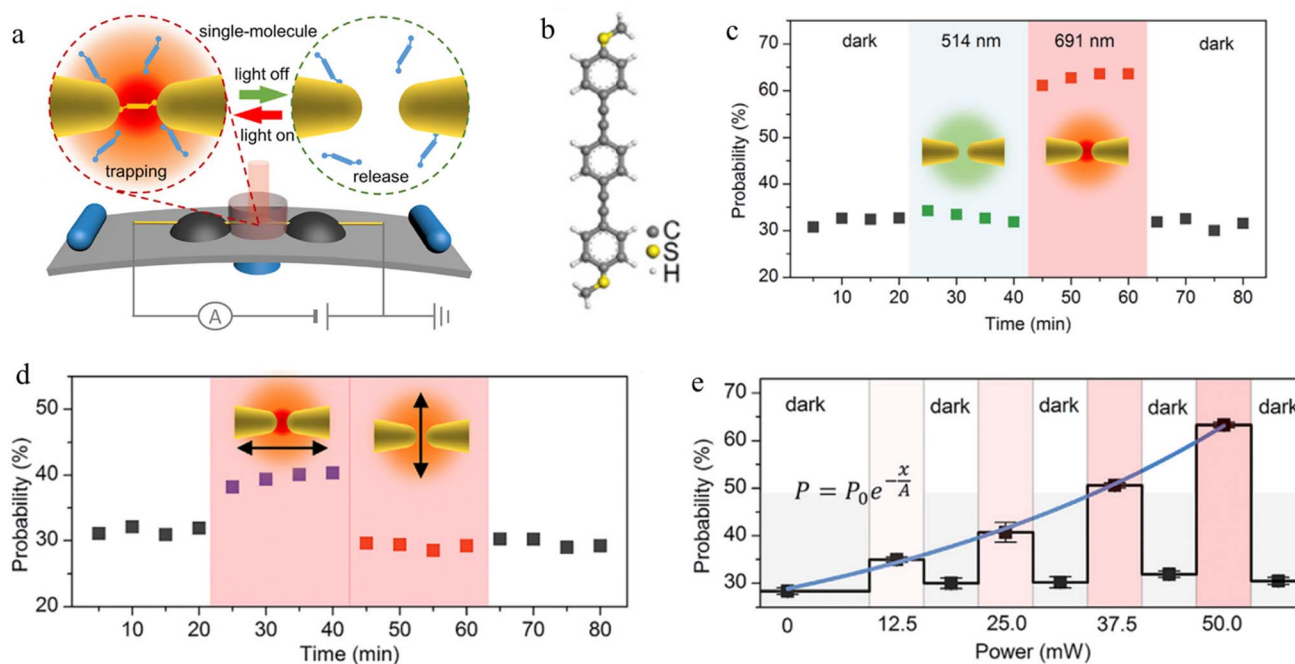 a
single-molecule
light off
light on
trapping
release
A
b
C
S
H
c
dark
514 nm
691 nm
dark
70
60
50
40
30
20
Probability (%)
10 20 30 40 50 60 70 80
Time (min)
d
50
40
30
20
Probability (%)
10 20 30 40 50 60 70 80
Time (min)
e
dark
dark
dark
dark
dark
70
60
50
40
30
Probability (%)
P = P₀e^{-x/A}
0 12.5 25.0 37.5 50.0
Power (mW)